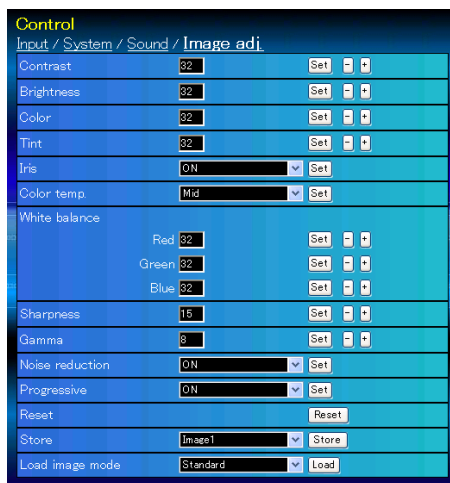 Control
Input / System / Sound / Image adj.
Contrast 32 Set - +
Brightness 32 Set - +
Color 32 Set - +
Tint 32 Set - +
Iris ON Set
Color temp. Mid Set
White balance
Red 32 Set - +
Green 32 Set - +
Blue 32 Set - +
Sharpness 15 Set - +
Gamma 8 Set - +
Noise reduction ON Set
Progressive ON Set
Reset Reset
Store Image1 Store
Load image mode Standard Load